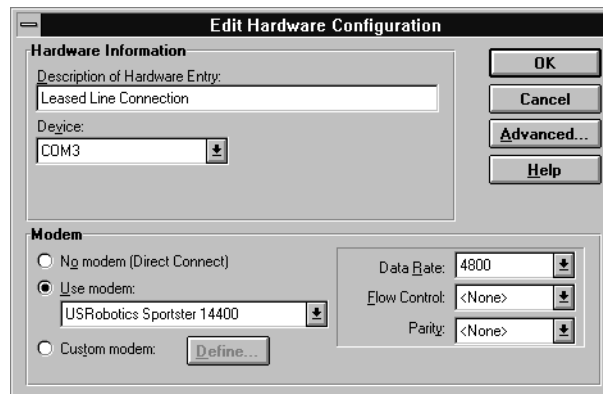 Edit Hardware Configuration
Hardware Information
Description of Hardware Entry:
Leased Line Connection
Device:
COM3
OK
Cancel
Advanced...
Help
Modem
No modem (Direct Connect)
Use modem:
USRobotics Sportster 14400
Custom modem:
Define...
Data Rate: 4800
Flow Control: <None>
Parity: <None>